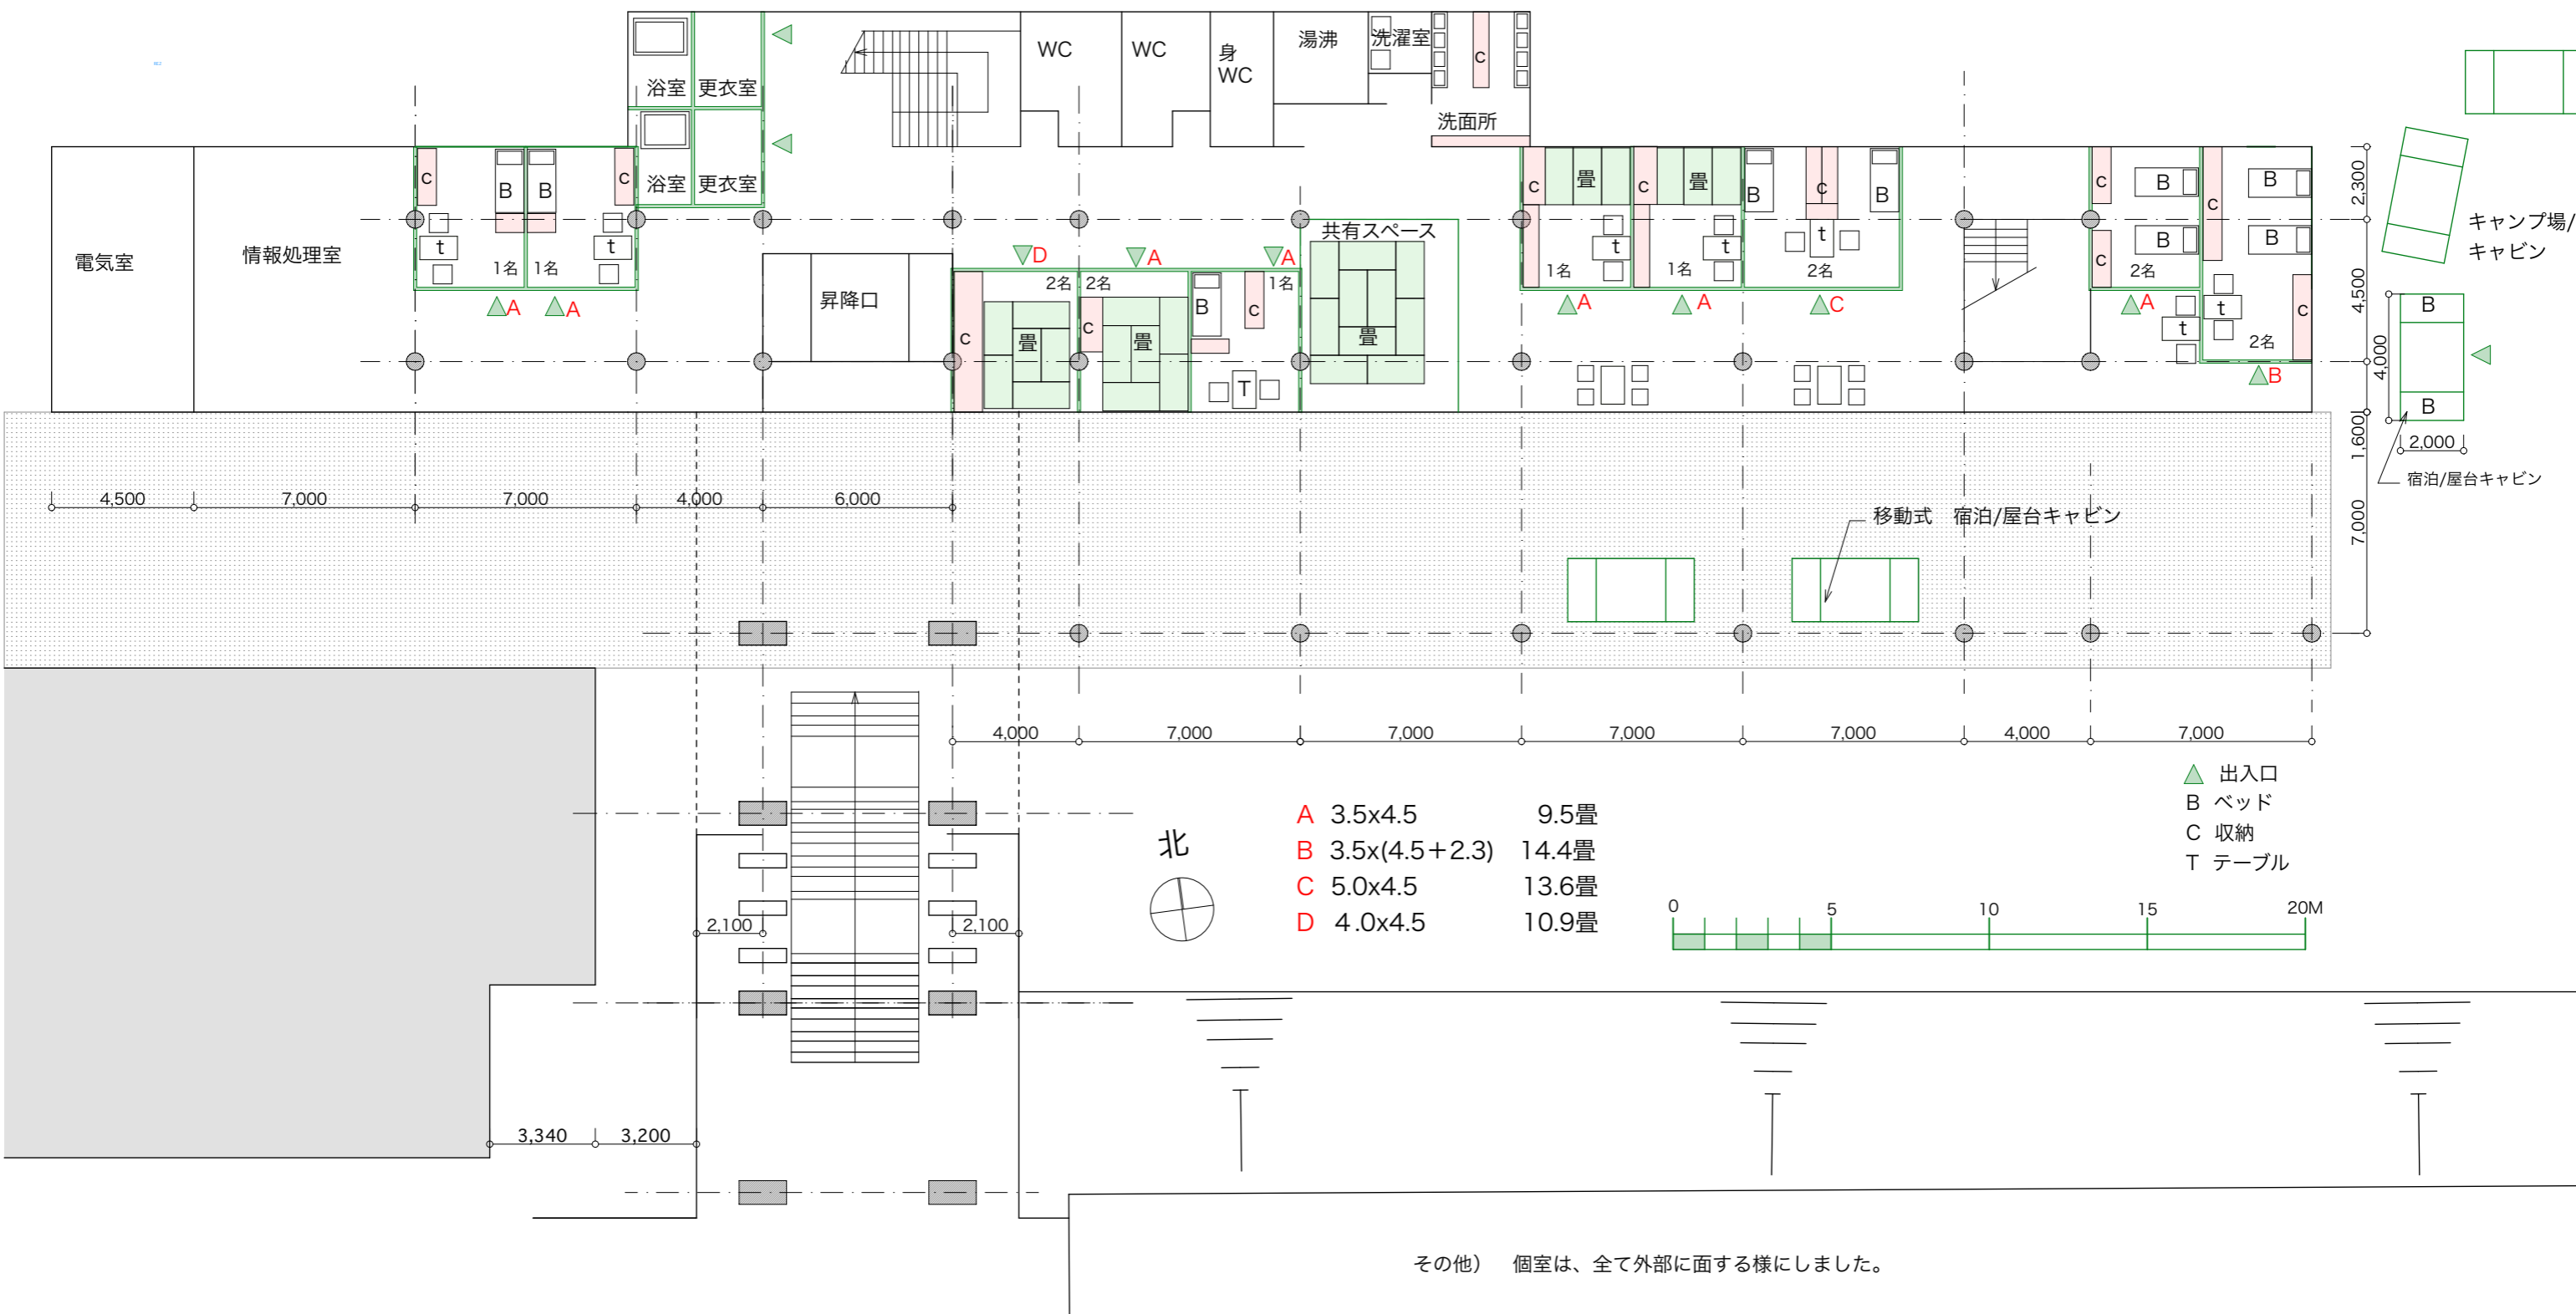 浴室
更衣室
WC
WC
身
WC
湯沸
洗濯室
C
洗面所
浴室
更衣室
電気室
情報処理室
C
B
B
C
t
t
1名
1名
A
A
昇降口
D
A
A
2名
2名
1名
C
畳
C
畳
B
C
T
共有スペース
畳
C
畳
C
畳
B
C
B
t
t
t
1名
1名
2名
A
A
C
C
B
B
C
C
B
B
2名
A
t
t
C
2名
B
2,300
4,500
1,600
7,000
キャンプ場/
キャビン
B
B
4,000
2,000
宿泊/屋台キャビン
4,500
7,000
7,000
4,000
6,000
移動式　宿泊/屋台キャビン
4,000
7,000
7,000
7,000
7,000
4,000
7,000
出入口
B ベッド
C 収納
T テーブル
北
A 3.5x4.5 9.5畳
B 3.5x(4.5＋2.3) 14.4畳
C 5.0x4.5 13.6畳
D 4.0x4.5 10.9畳
0 5 10 15 20M
2,100
2,100
3,340
3,200
その他）　個室は、全て外部に面する様にしました。